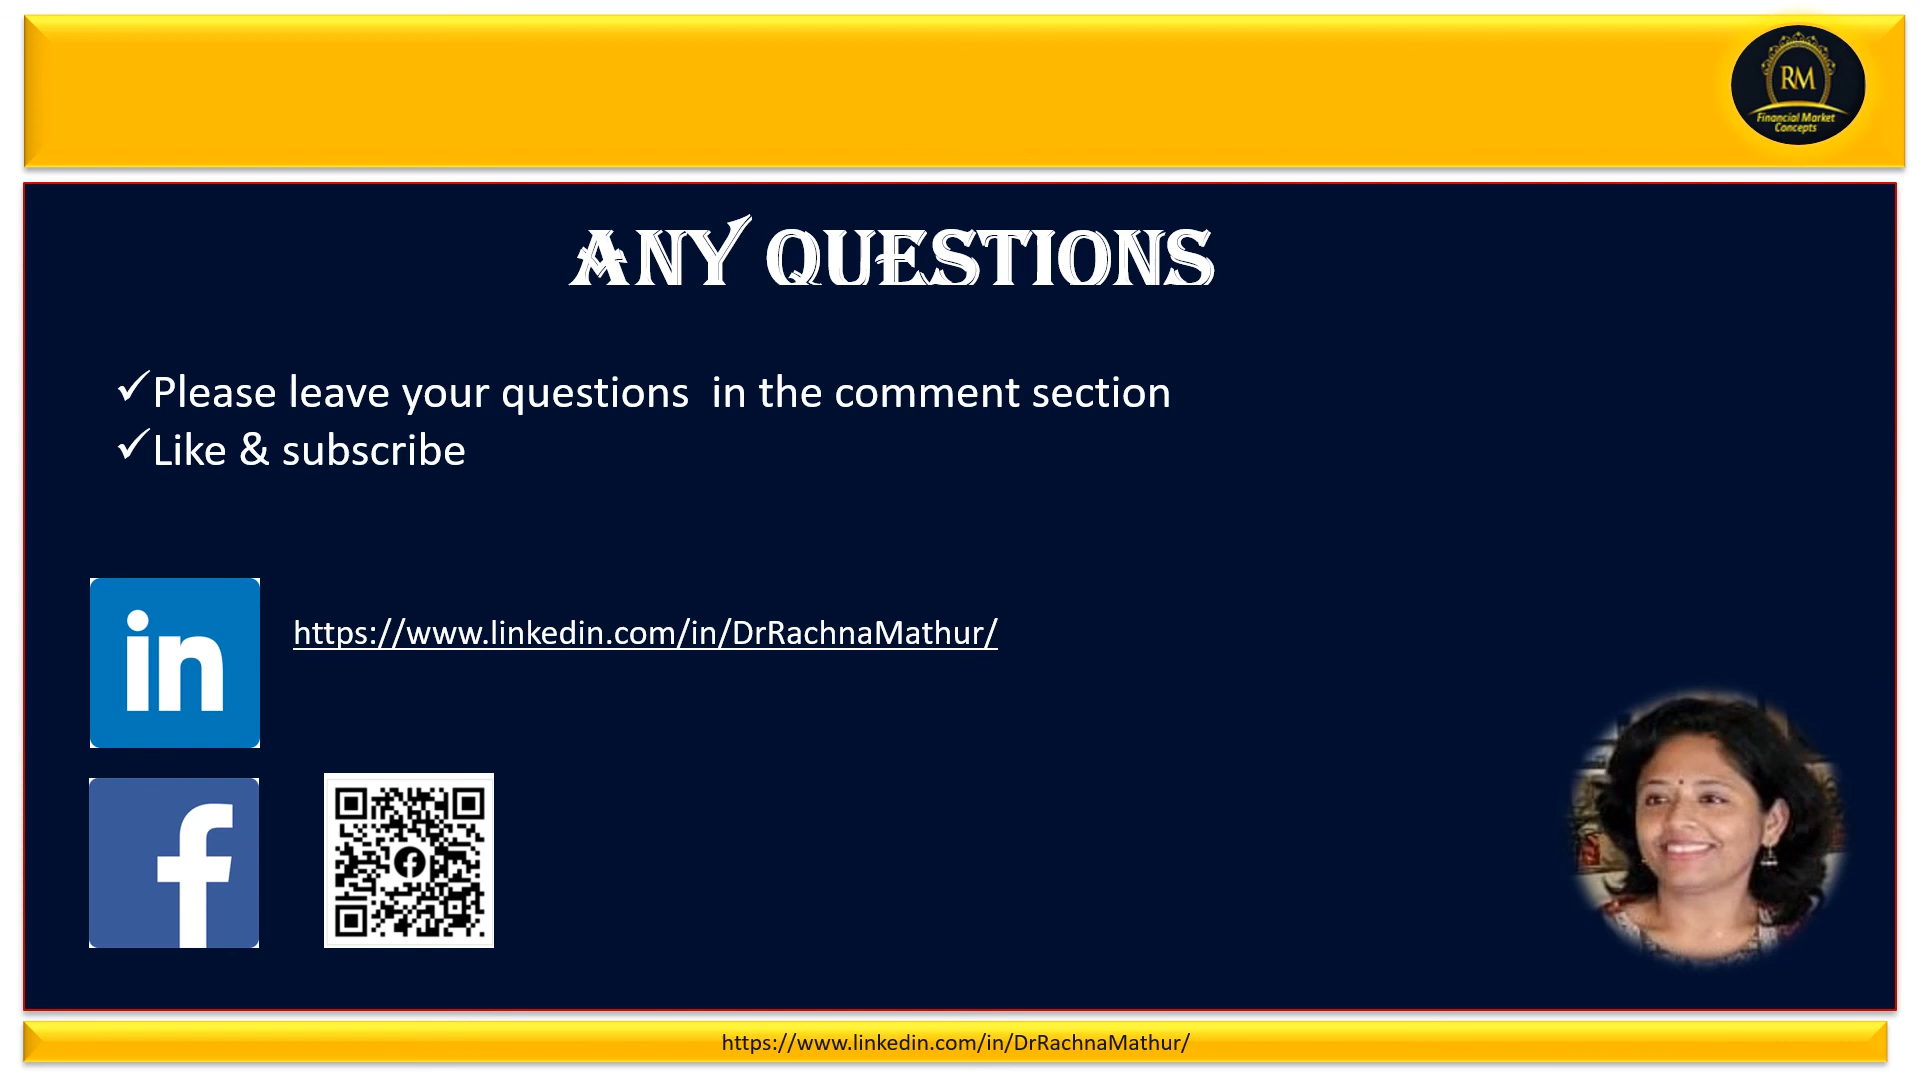 RM
Financial Market
Concepts
ANY QUESTIONS
✓Please leave your questions  in the comment section
✓Like & subscribe
in
https://www.linkedin.com/in/DrRachnaMathur/
f
https://www.linkedin.com/in/DrRachnaMathur/